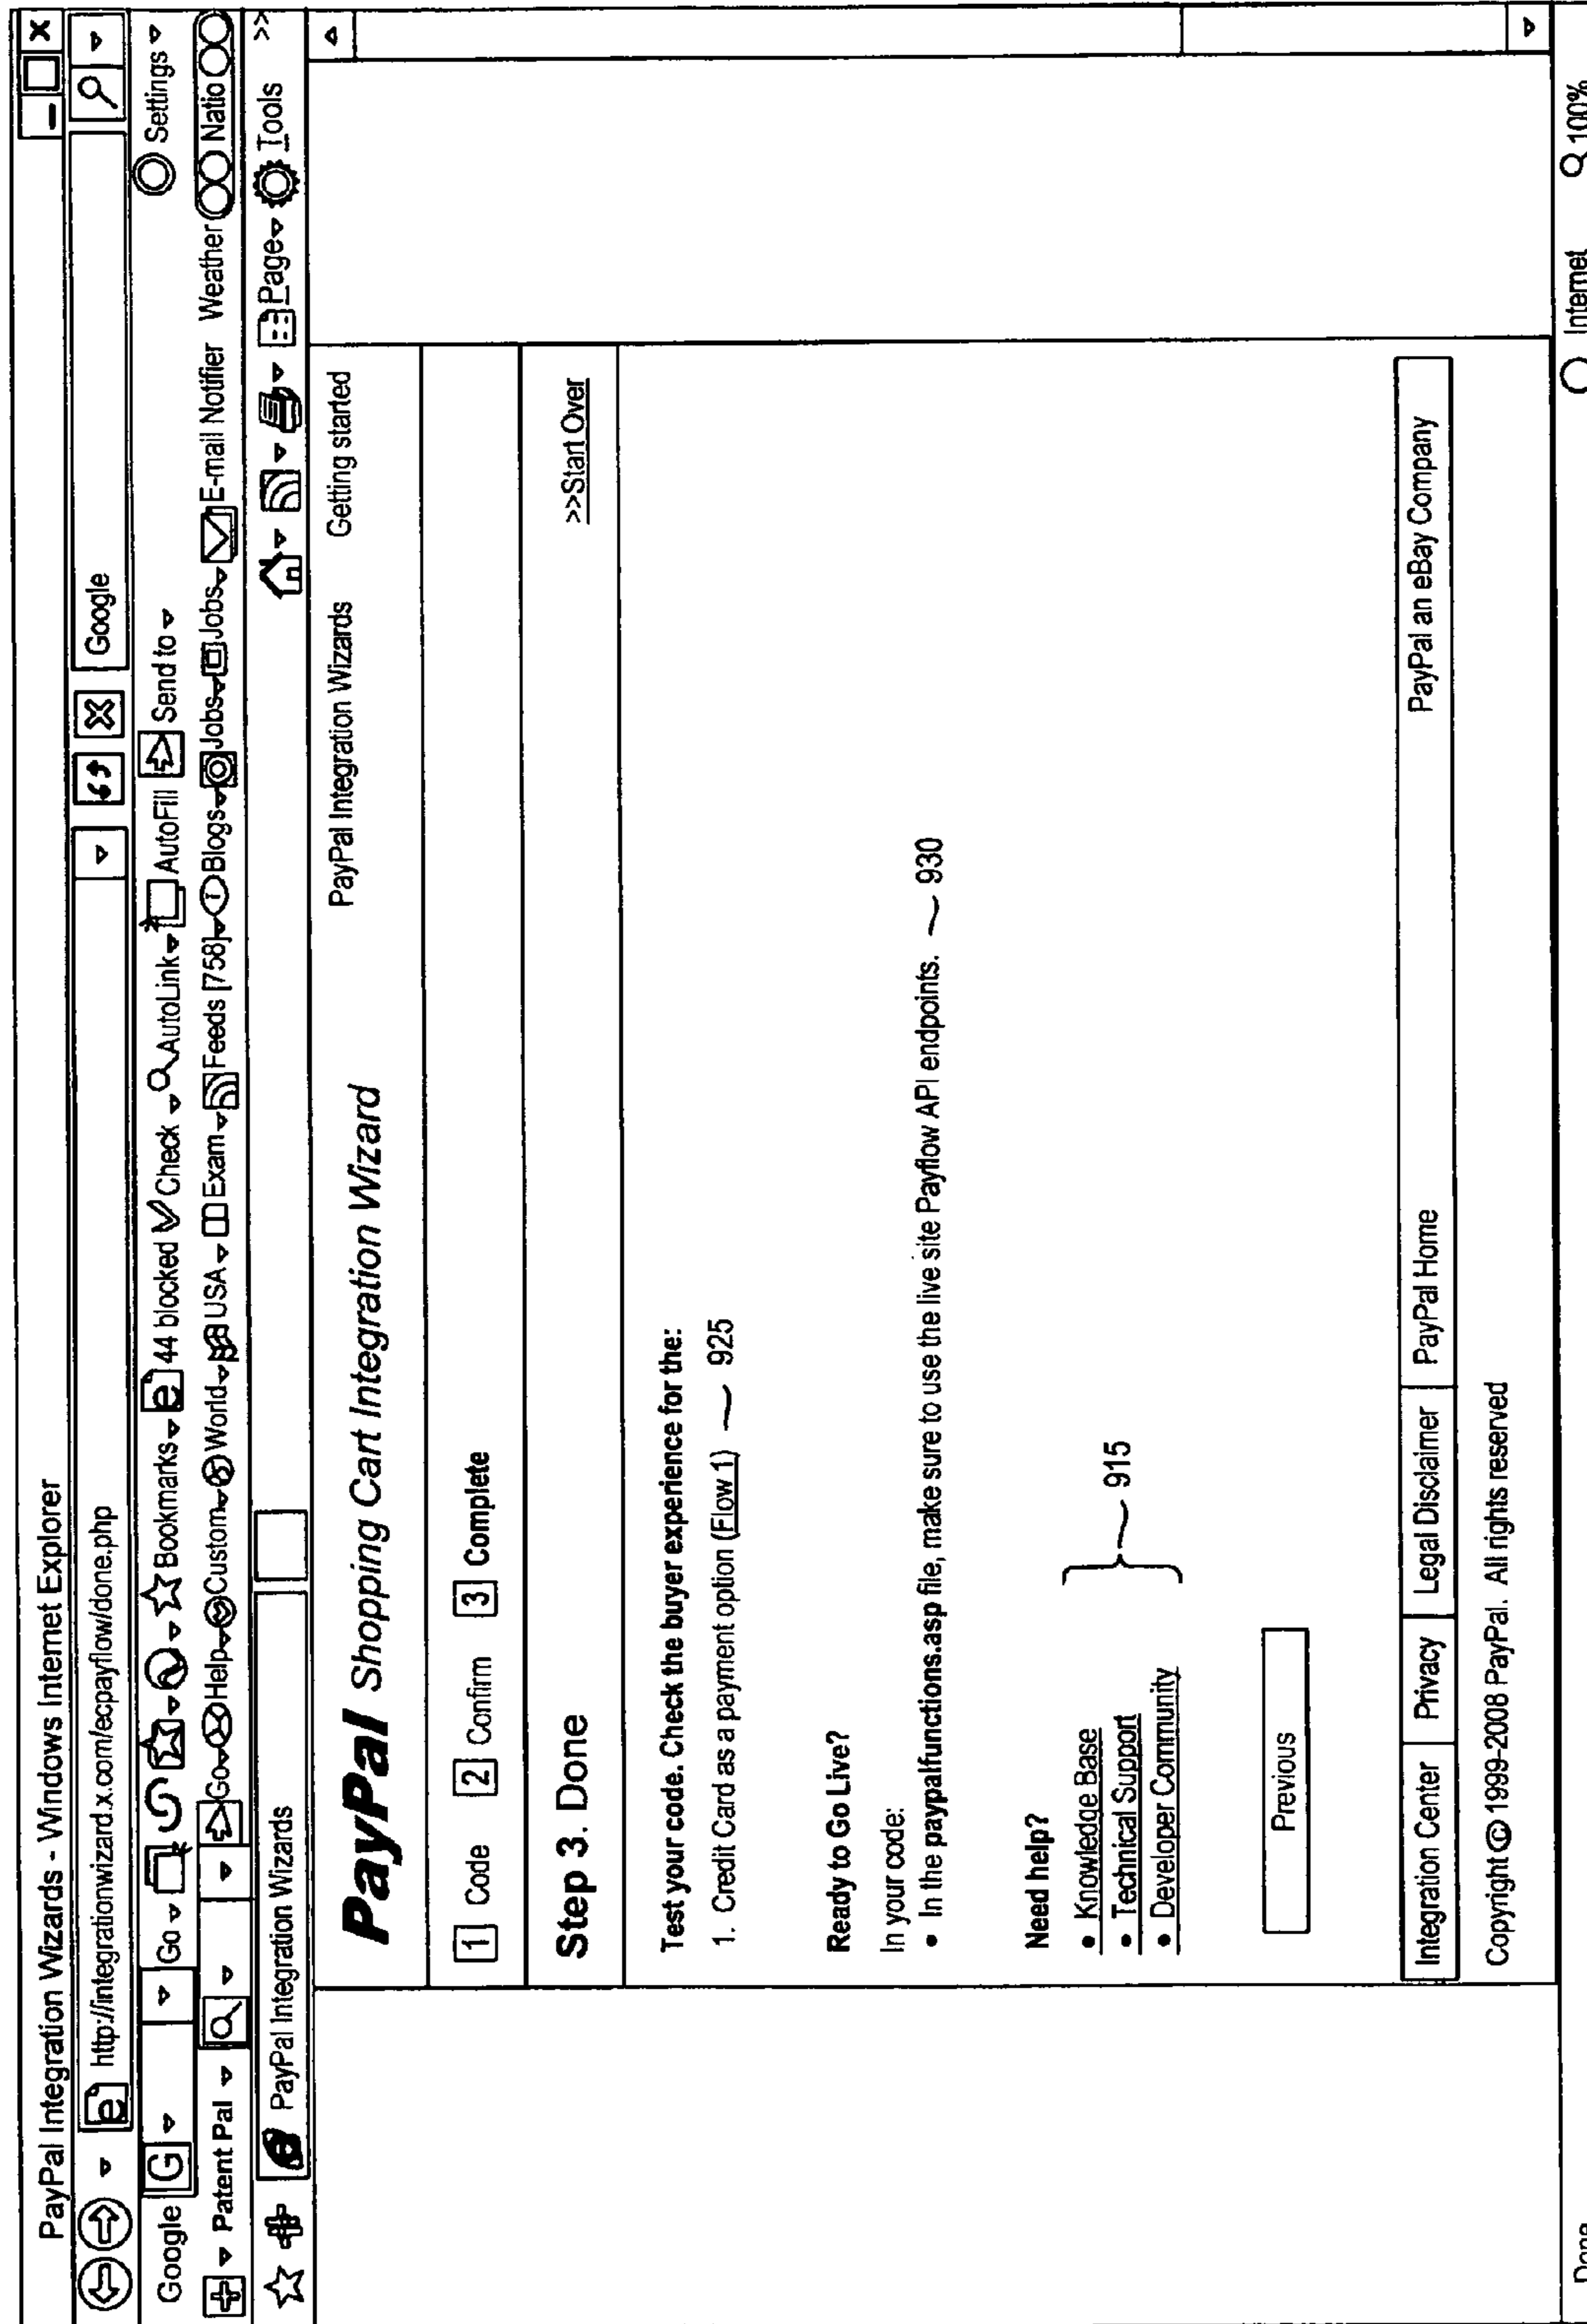 PayPal Integration Wizards - Windows Internet Explorer
http://integrationwizard.x.com/ecpayflow/done.php Google
Google G Go Bookmarks 44 blocked Check AutoLink AutoFill Send to Settings
Patent Pal Go Help Custom World USA Exam Feeds [758] Blogs Jobs Jobs E-mail Notifier Weather Natio
PayPal Integration Wizards Page Tools >>
PayPal Shopping Cart Integration Wizard PayPal Integration Wizards Getting started
1 Code 2 Confirm 3 Complete
Step 3. Done >>Start Over
Test your code. Check the buyer experience for the:
1. Credit Card as a payment option (Flow 1) 925
Ready to Go Live?
In your code:
• In the paypalfunctions.asp file, make sure to use the live site Payflow API endpoints. 930
Need help?
• Knowledge Base
• Technical Support 915
• Developer Community
Previous
Integration Center Privacy Legal Disclaimer PayPal Home PayPal an eBay Company
Copyright © 1999-2008 PayPal. All rights reserved
Done Internet 100%